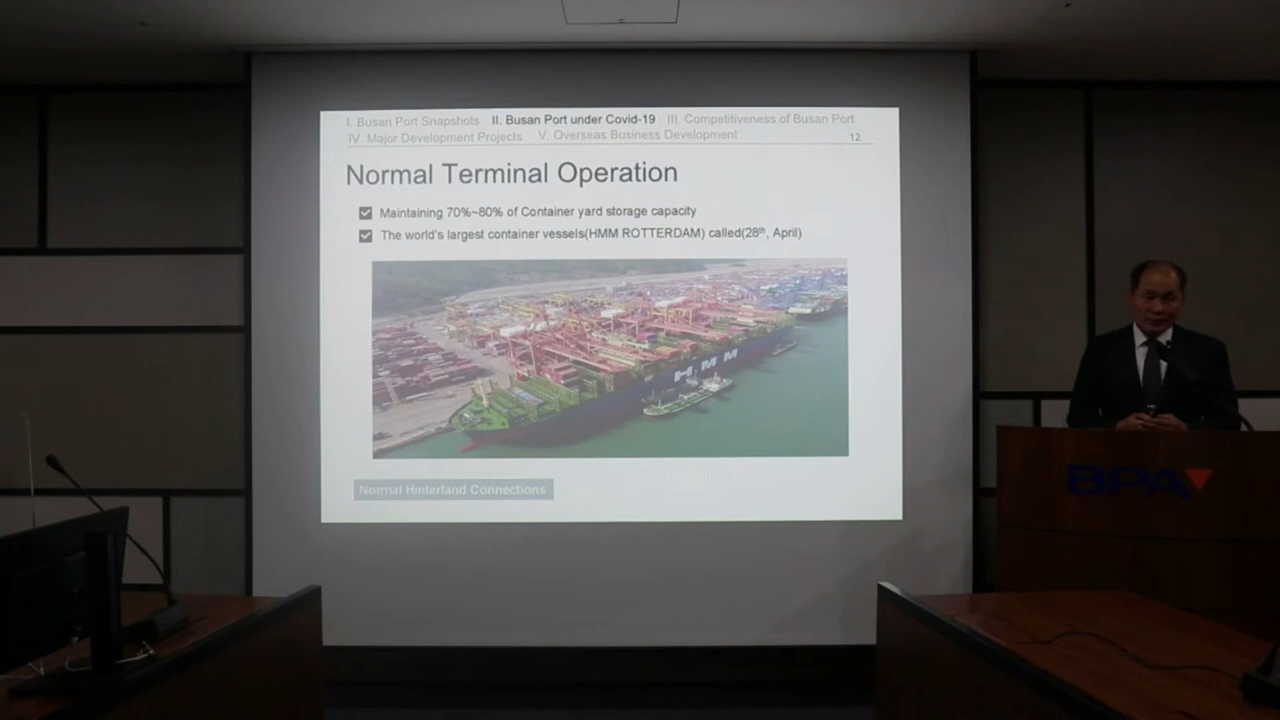 I. Busan Port Snapshots II. Busan Port under Covid-19 III. Competitiveness of Busan Port
IV. Major Development Projects V. Overseas Business Development 12
Normal Terminal Operation
Maintaining 70%~80% of Container yard storage capacity
The world's largest container vessels(HMM ROTTERDAM) called(28th, April)
HMM
Normal Hinterland Connections
BPA